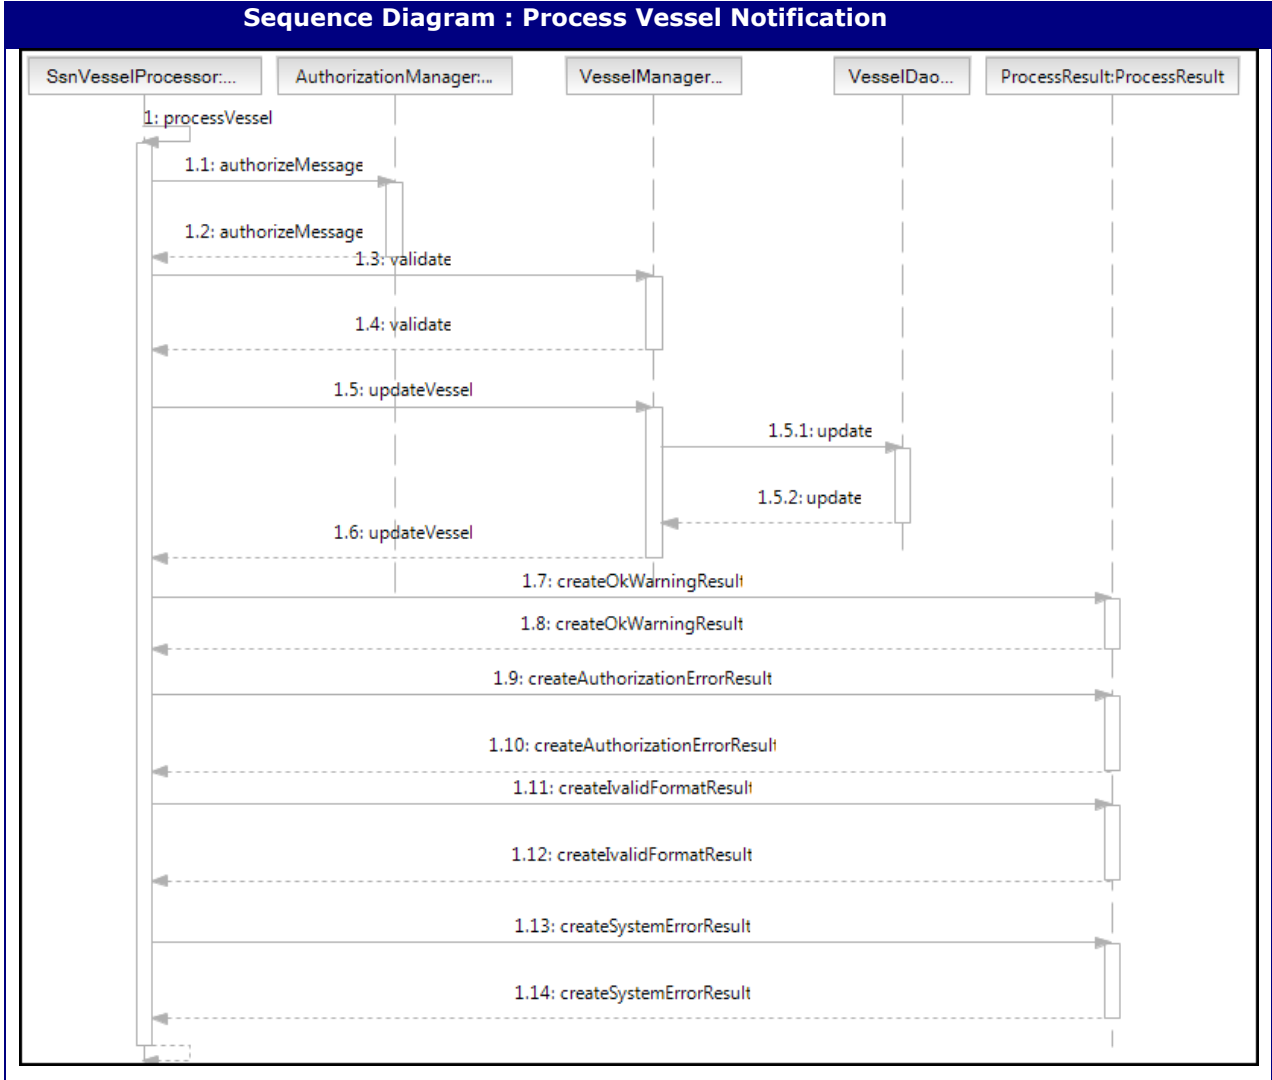 Sequence Diagram : Process Vessel Notification
SsnVesselProcessor:...
AuthorizationManager:...
VesselManager...
VesselDao...
ProcessResult:ProcessResult
1: processVessel
1.1: authorizeMessage
1.2: authorizeMessage
1.3: validate
1.4: validate
1.5: updateVessel
1.5.1: update
1.5.2: update
1.6: updateVessel
1.7: createOkWarningResult
1.8: createOkWarningResult
1.9: createAuthorizationErrorResult
1.10: createAuthorizationErrorResult
1.11: createIvalidFormatResult
1.12: createIvalidFormatResult
1.13: createSystemErrorResult
1.14: createSystemErrorResult